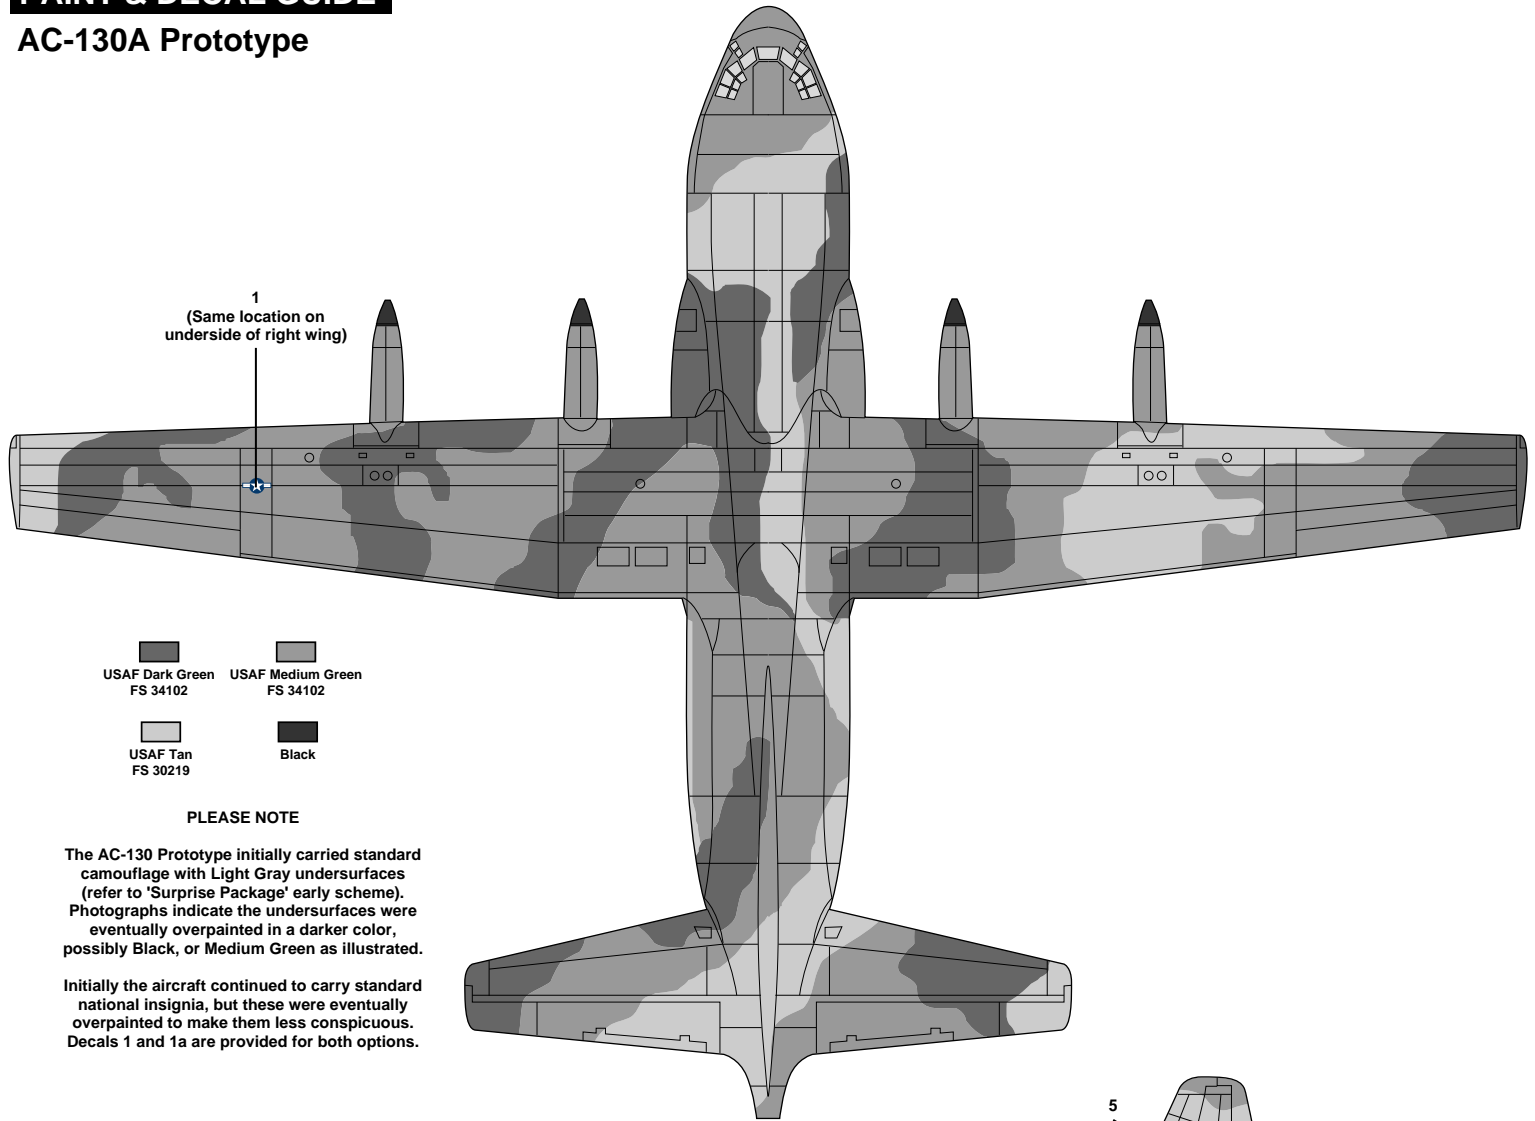 PAINT & DECAL GUIDE
AC-130A Prototype
1
(Same location on
underside of right wing)
USAF Dark Green
FS 34102
USAF Medium Green
FS 34102
USAF Tan
FS 30219
Black
PLEASE NOTE
The AC-130 Prototype initially carried standard
camouflage with Light Gray undersurfaces
(refer to 'Surprise Package' early scheme).
Photographs indicate the undersurfaces were
eventually overpainted in a darker color,
possibly Black, or Medium Green as illustrated.
Initially the aircraft continued to carry standard
national insignia, but these were eventually
overpainted to make them less conspicuous.
Decals 1 and 1a are provided for both options.
5